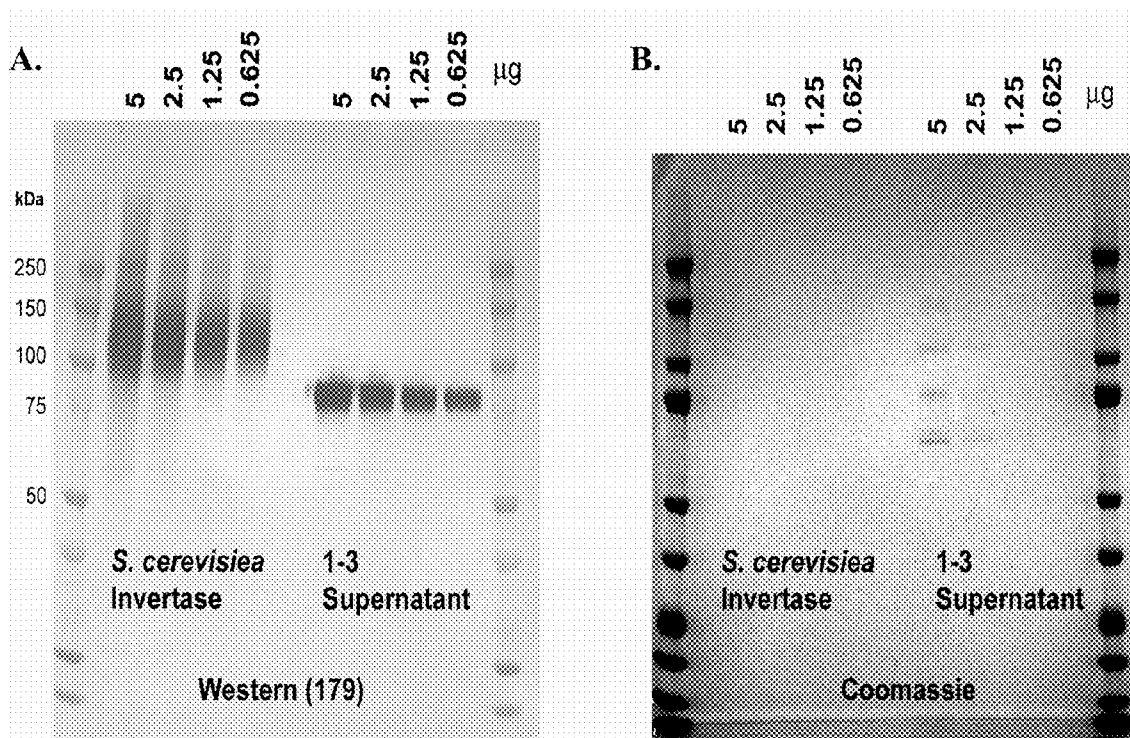 A.
5 2.5 1.25 0.625 5 2.5 1.25 0.625 µg
kDa
250
150
100
75
50
S. cerevisiea
Invertase
1-3
Supernatant
Western (179)
B.
5 2.5 1.25 0.625 5 2.5 1.25 0.625 µg
S. cerevisiea
Invertase
1-3
Supernatant
Coomassie